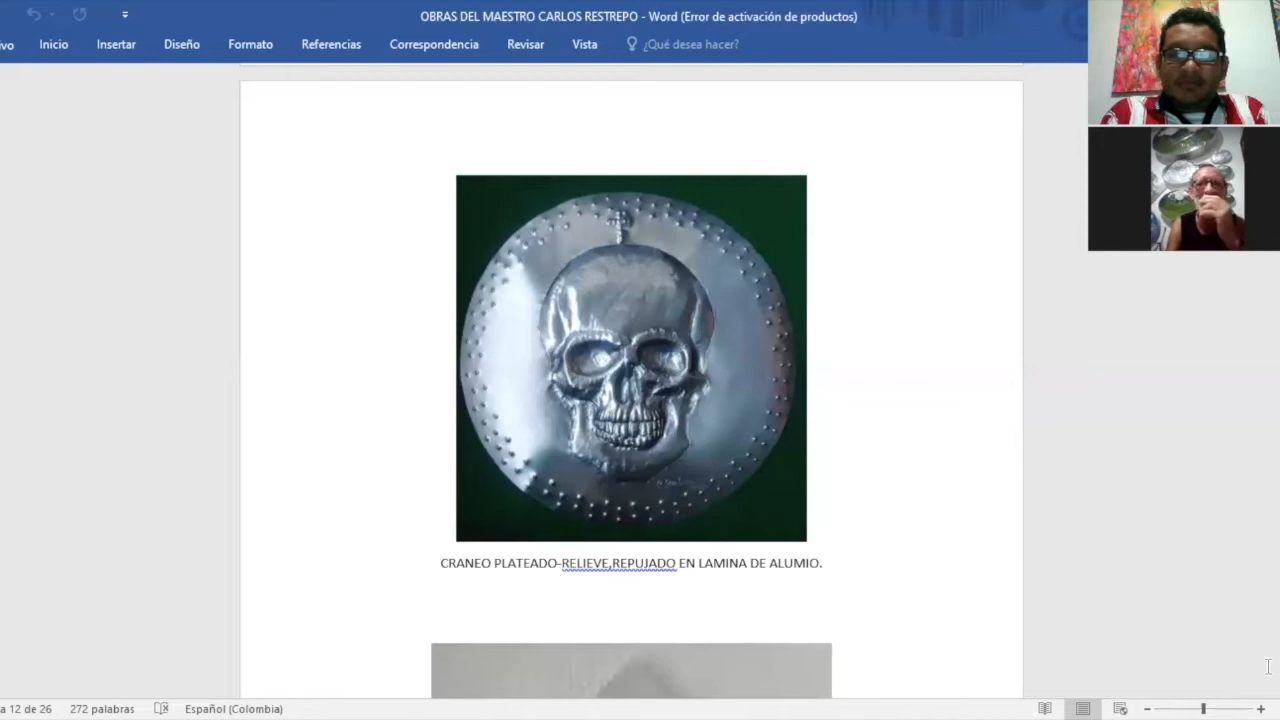 OBRAS DEL MAESTRO CARLOS RESTREPO - Word (Error de activación de productos)
vo Inicio Insertar Diseño Formato Referencias Correspondencia Revisar Vista ¿Qué desea hacer?
CRANEO PLATEADO-RELIEVE,REPUJADO EN LAMINA DE ALUMIO.
a 12 de 26 272 palabras Español (Colombia)